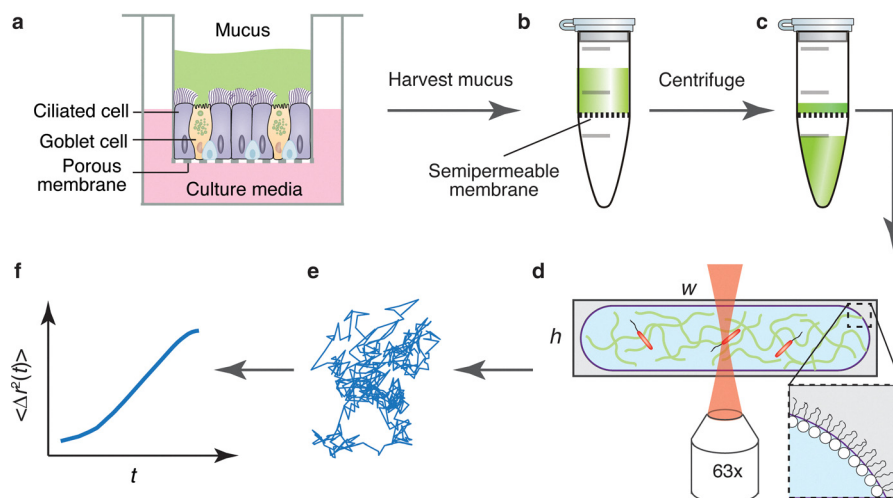 a
Mucus
Ciliated cell
Goblet cell
Porous
membrane
Culture media
Harvest mucus
b
Semipermeable
membrane
Centrifuge
c
f
<Δr²(t)>
t
e
d
w
h
63x